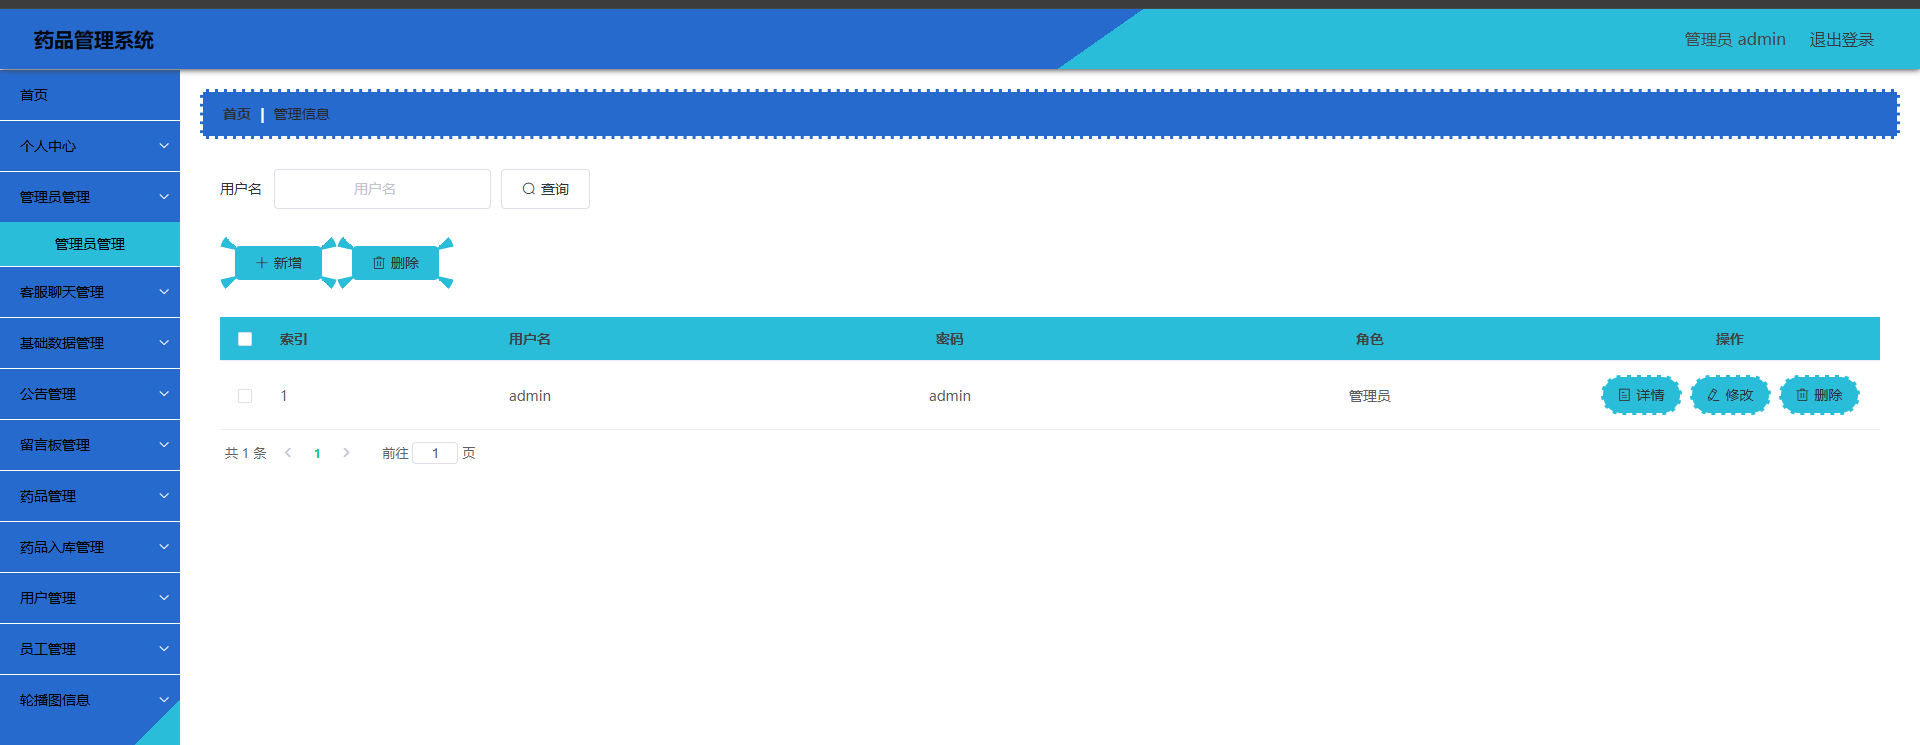 药品管理系统
管理员 admin 退出登录
首页
个人中心
管理员管理
管理员管理
客服聊天管理
基础数据管理
公告管理
留言板管理
药品管理
药品入库管理
用户管理
员工管理
轮播图信息
首页 | 管理信息
用户名 用户名 查询
新增 删除
索引 用户名 密码 角色 操作
1 admin admin 管理员 详情 修改 删除
共 1 条 1 前往 1 页